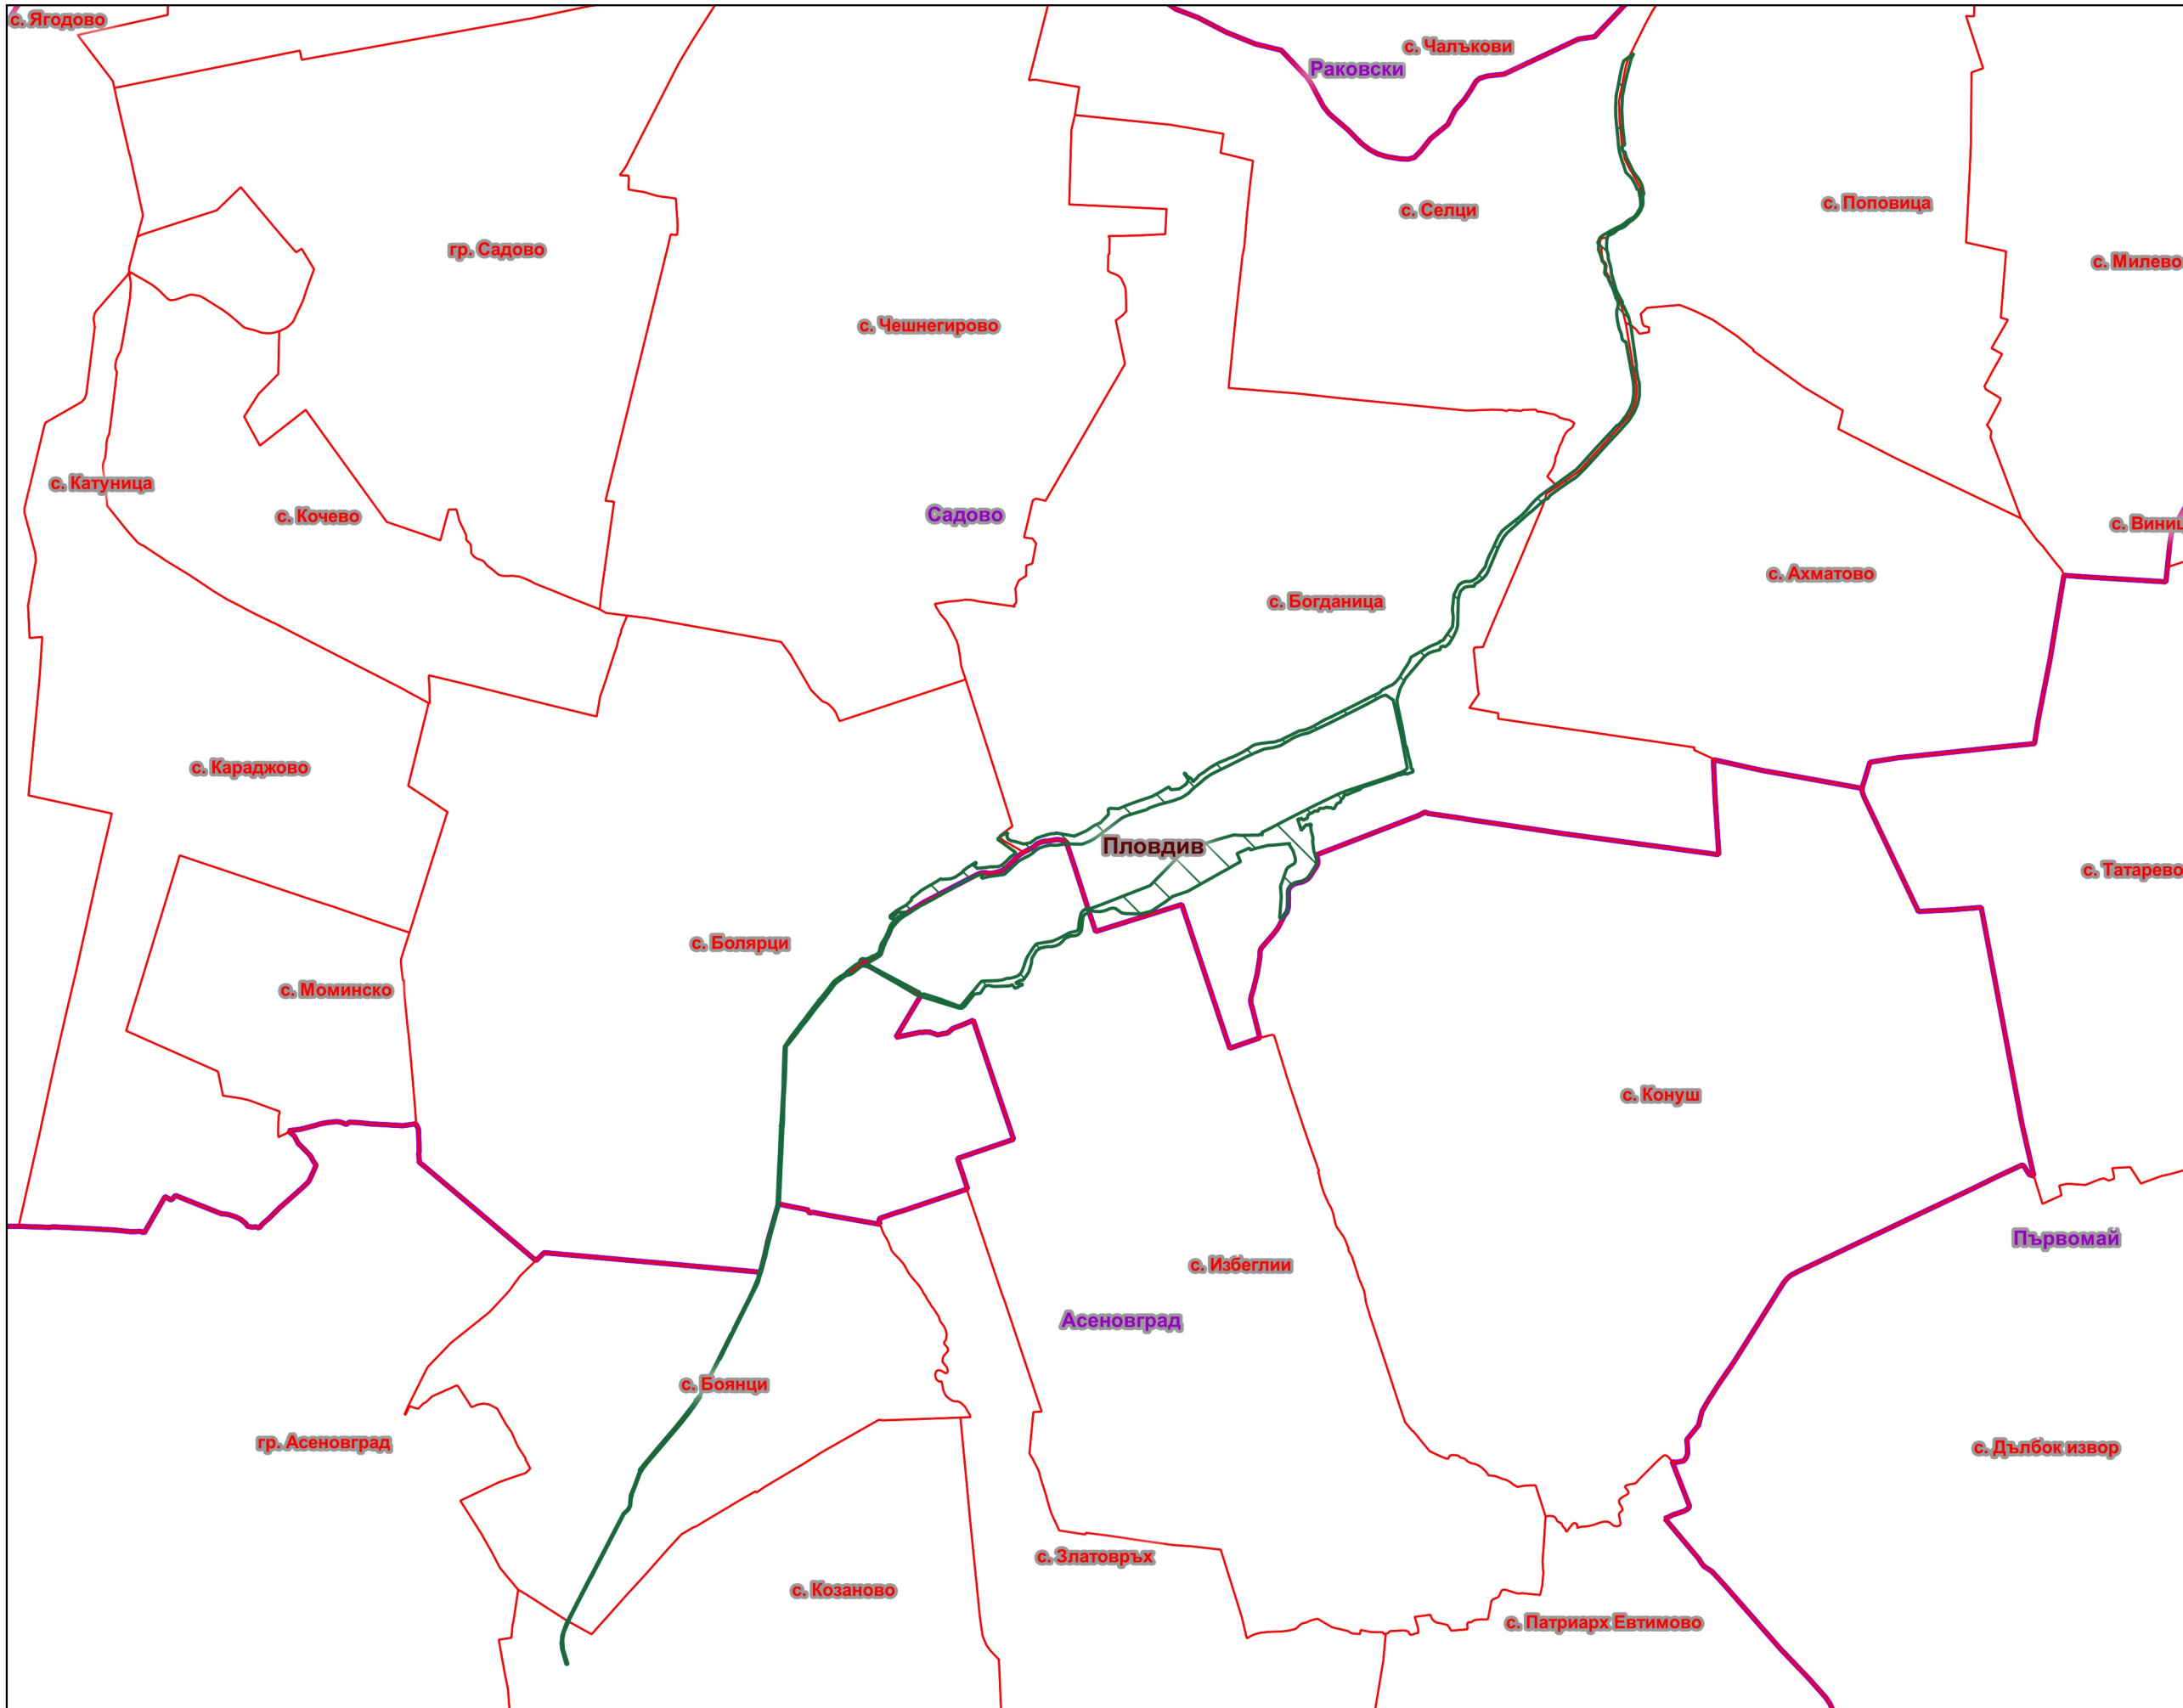 с. Ягодово
с. Чалъкови
Раковски
с. Поповица
с. Селци
гр. Садово
с. Милево
с. Чешнегирово
с. Катуница
с. Кочево
Садово
с. Виниц
с. Ахматово
с. Богданица
с. Караджово
Пловдив
с. Татарево
с. Болярци
с. Моминско
с. Конуш
Първомай
с. Избеглии
Асеновград
с. Боянци
гр. Асеновград
с. Дълбок извор
с. Златовръх
с. Козаново
с. Патриарх Евтимово